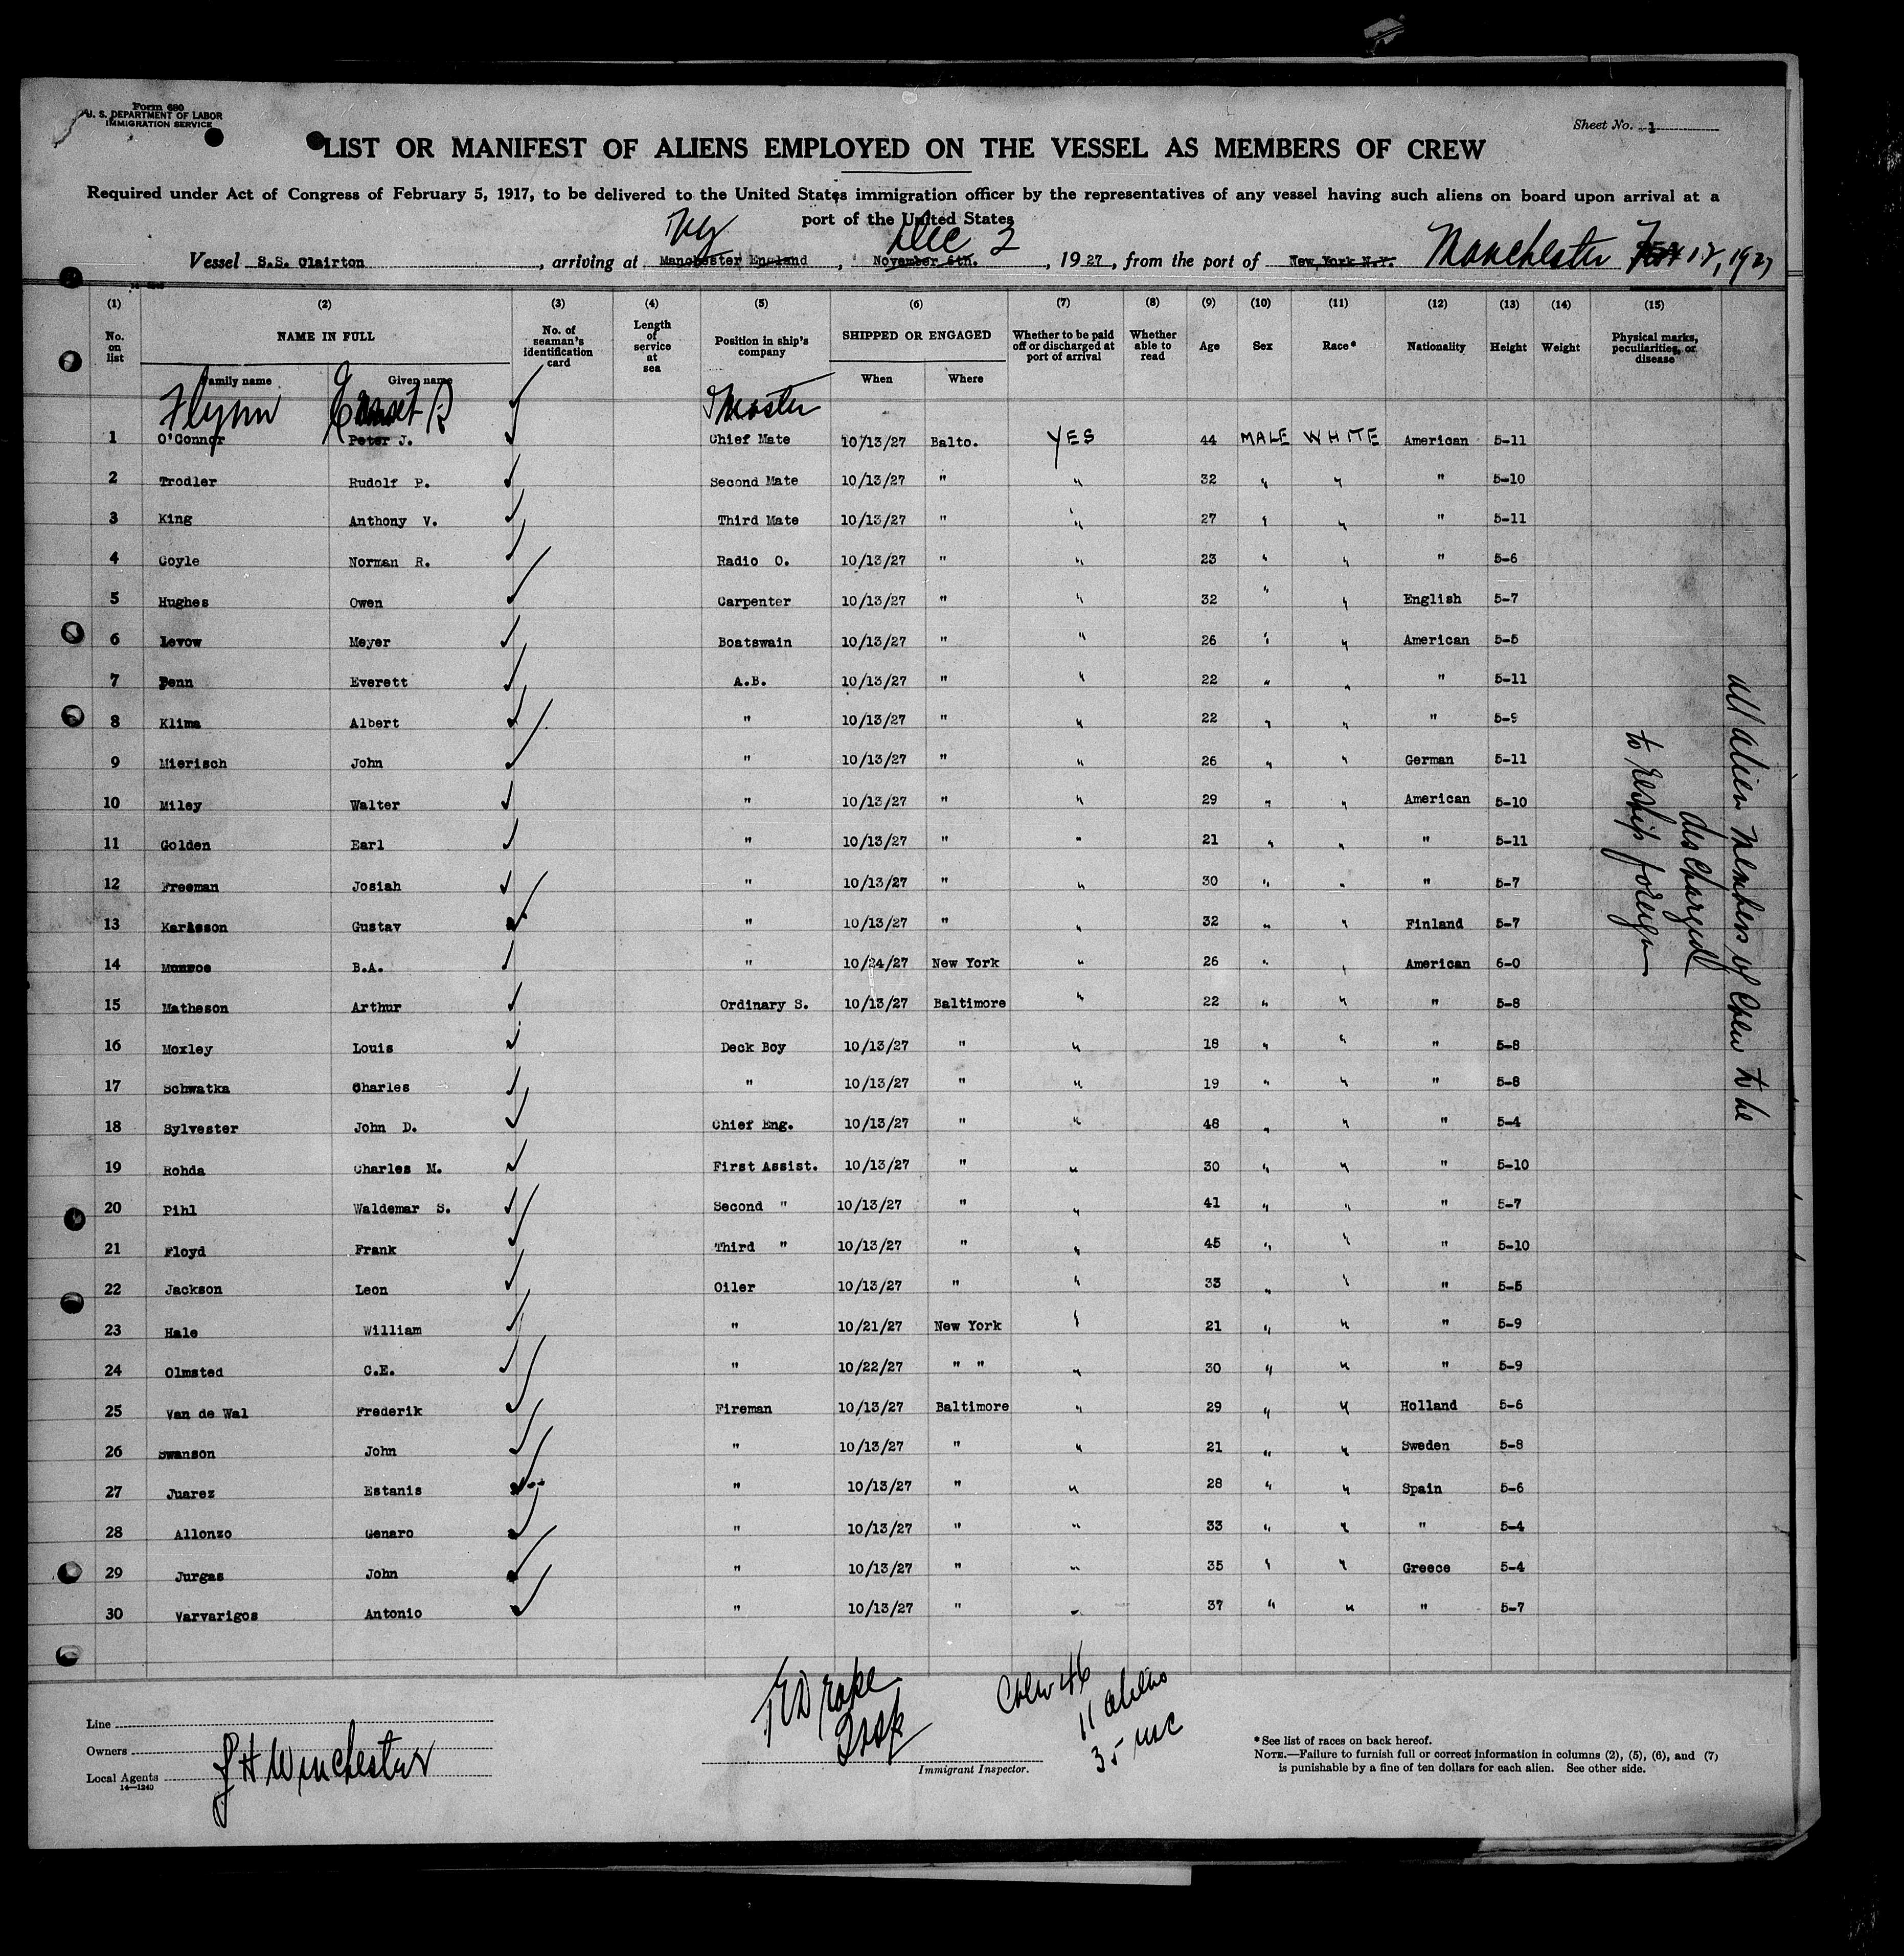 Form 680
U. S. DEPARTMENT OF LABOR
IMMIGRATION SERVICE
Sheet No. 1
LIST OR MANIFEST OF ALIENS EMPLOYED ON THE VESSEL AS MEMBERS OF CREW
Required under Act of Congress of February 5, 1917, to be delivered to the United States immigration officer by the representatives of any vessel having such aliens on board upon arrival at a
port of the United States
NY Dec 2
Vessel S.S. Clairton, arriving at Manchester England, November 6th., 1927, from the port of New York N.Y. Manchester 12, 1927
(1) (2) (3) (4) (5) (6) (7) (8) (9) (10) (11) (12) (13) (14) (15)
No. on list NAME IN FULL No. of seaman's identification card Length of service at sea Position in ship's company SHIPPED OR ENGAGED Whether to be paid off or discharged at port of arrival Whether able to read Age Sex Race* Nationality Height Weight Physical marks, peculiarities, or disease
Family name Given name When Where
Flynn Ernest R Master
1 O'Connor Peter J. Chief Mate 10/13/27 Balto. YES 44 MALE WHITE American 5-11
2 Trodler Rudolf P. Second Mate 10/13/27 " " 32 " " " 5-10
3 King Anthony V. Third Mate 10/13/27 " " 27 " " " 5-11
4 Coyle Norman R. Radio O. 10/13/27 " " 23 " " " 5-6
5 Hughes Owen Carpenter 10/13/27 " " 32 " " English 5-7
6 Levow Meyer Boatswain 10/13/27 " " 26 " " American 5-5
7 Penn Everett A.B. 10/13/27 " " 22 " " " 5-11
8 Klima Albert " 10/13/27 " " 22 " " " 5-9
9 Mierisch John " 10/13/27 " " 26 " " German 5-11
10 Miley Walter " 10/13/27 " " 29 " " American 5-10
11 Golden Earl " 10/13/27 " " 21 " " " 5-11
12 Freeman Josiah " 10/13/27 " " 30 " " " 5-7
13 Karlsson Gustav " 10/13/27 " " 32 " " Finland 5-7
14 Monroe B.A. " 10/24/27 New York " 26 " " American 6-0
15 Matheson Arthur Ordinary S. 10/13/27 Baltimore " 22 " " " 5-8
16 Moxley Louis Deck Boy 10/13/27 " " 18 " " " 5-8
17 Schwatka Charles " 10/13/27 " " 19 " " " 5-8
18 Sylvester John D. Chief Eng. 10/13/27 " " 48 " " " 5-4
19 Rohda Charles M. First Assist. 10/13/27 " " 30 " " " 5-10
20 Pihl Waldemar S. Second " 10/13/27 " " 41 " " " 5-7
21 Floyd Frank Third " 10/13/27 " " 45 " " " 5-10
22 Jackson Leon Oiler 10/13/27 " " 33 " " " 5-5
23 Hale William " 10/21/27 New York " 21 " " " 5-9
24 Olmsted C.E. " 10/22/27 " " " 30 " " " 5-9
25 Van de Wal Frederik Fireman 10/13/27 Baltimore " 29 " " Holland 5-6
26 Swanson John " 10/13/27 " " 21 " " Sweden 5-8
27 Juarez Estanis " 10/13/27 " " 28 " " Spain 5-6
28 Allonzo Genaro " 10/13/27 " " 33 " " " 5-4
29 Jurgas John " 10/13/27 " " 35 " " Greece 5-4
30 Varvarigos Antonio " 10/13/27 " " 37 " " " 5-7
All alien members of crew to be
discharged
to reship foreign
Crew 46
11 aliens
35 USC
Line
Owners
Local Agents J H Winchester
14-1240
Immigrant Inspector.
*See list of races on back hereof.
NOTE.—Failure to furnish full or correct information in columns (2), (5), (6), and (7)
is punishable by a fine of ten dollars for each alien. See other side.